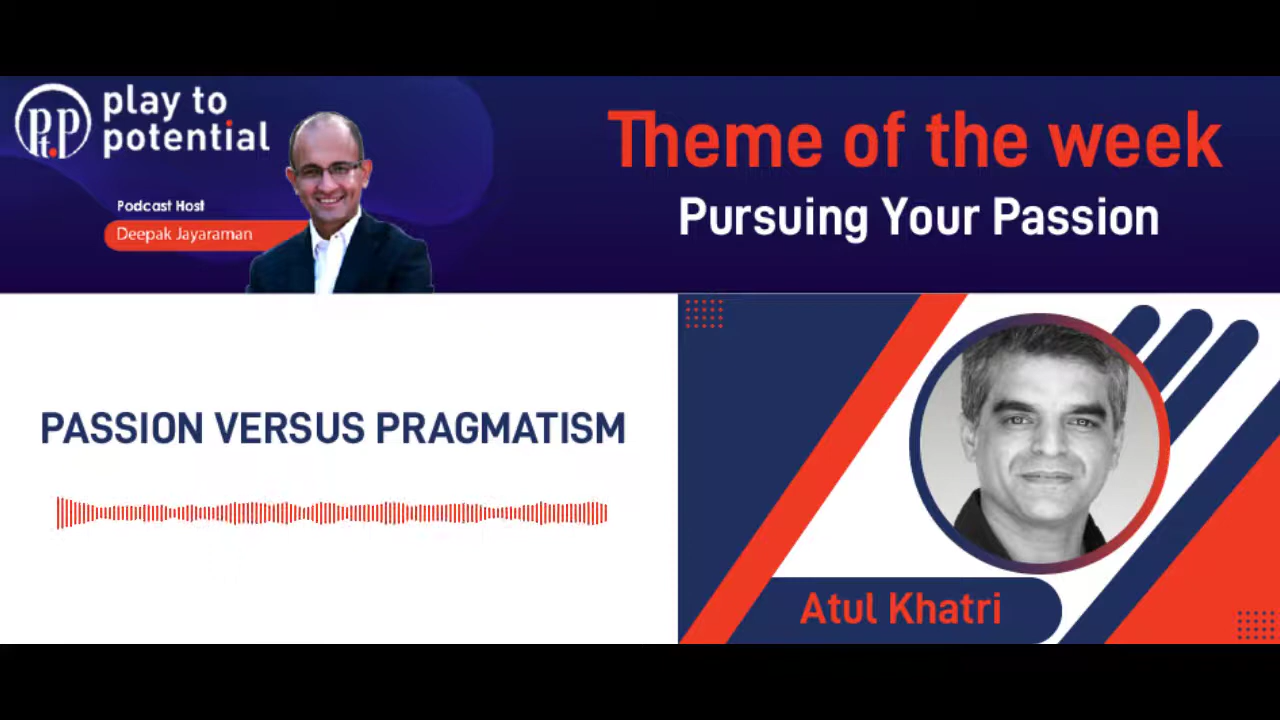 play to
potential
Pt.P
Podcast Host
Deepak Jayaraman
Theme of the week
Pursuing Your Passion
PASSION VERSUS PRAGMATISM
Atul Khatri